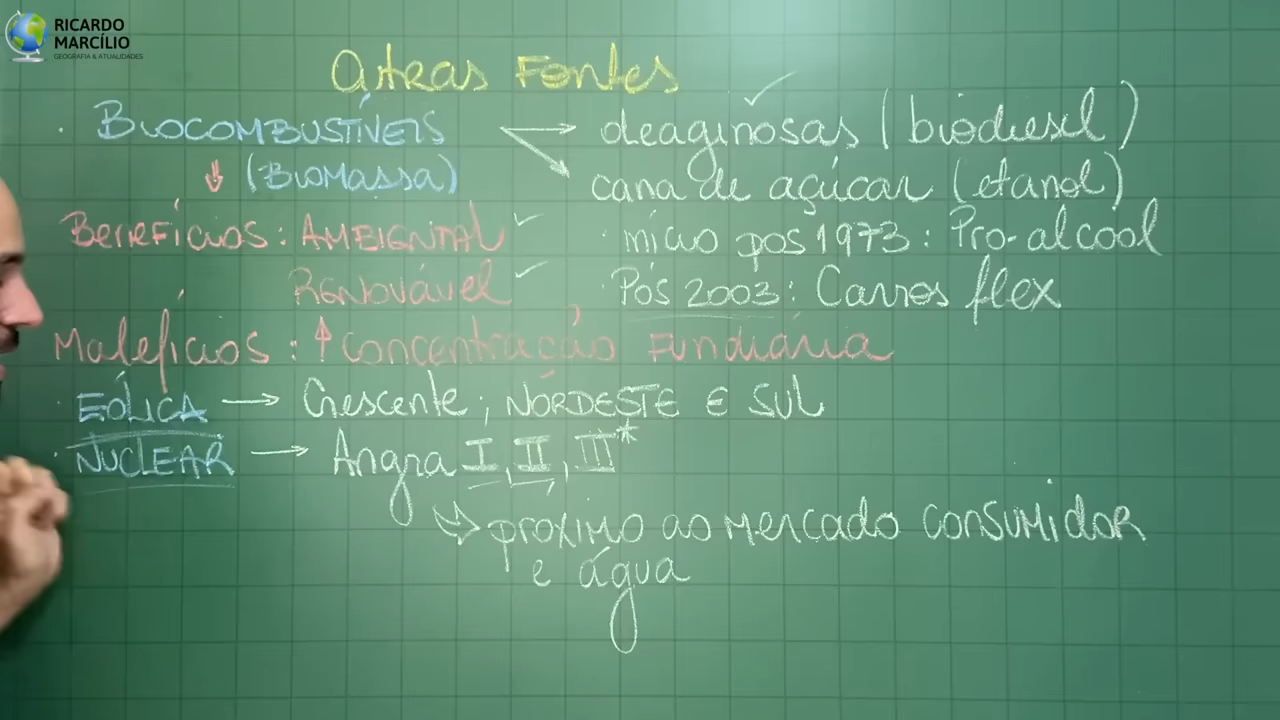 RICARDO
MARCÍLIO
GEOGRAFIA & ATUALIDADES
Outras Fontes
· BIOCOMBUSTÍVEIS → oleaginosas (biodiesel)
(BIOMASSA) cana de açúcar (etanol)
Benefícios: AMBIENTAL · início pos 1973: Pro-alcool
RENOVÁVEL · Pós 2003: Carros flex
Malefícios: ↑ concentração Fundiária
· EÓLICA → Crescente; NORDESTE E SUL
· NUCLEAR → Angra I, II, III*
próximo ao mercado consumidor
e água